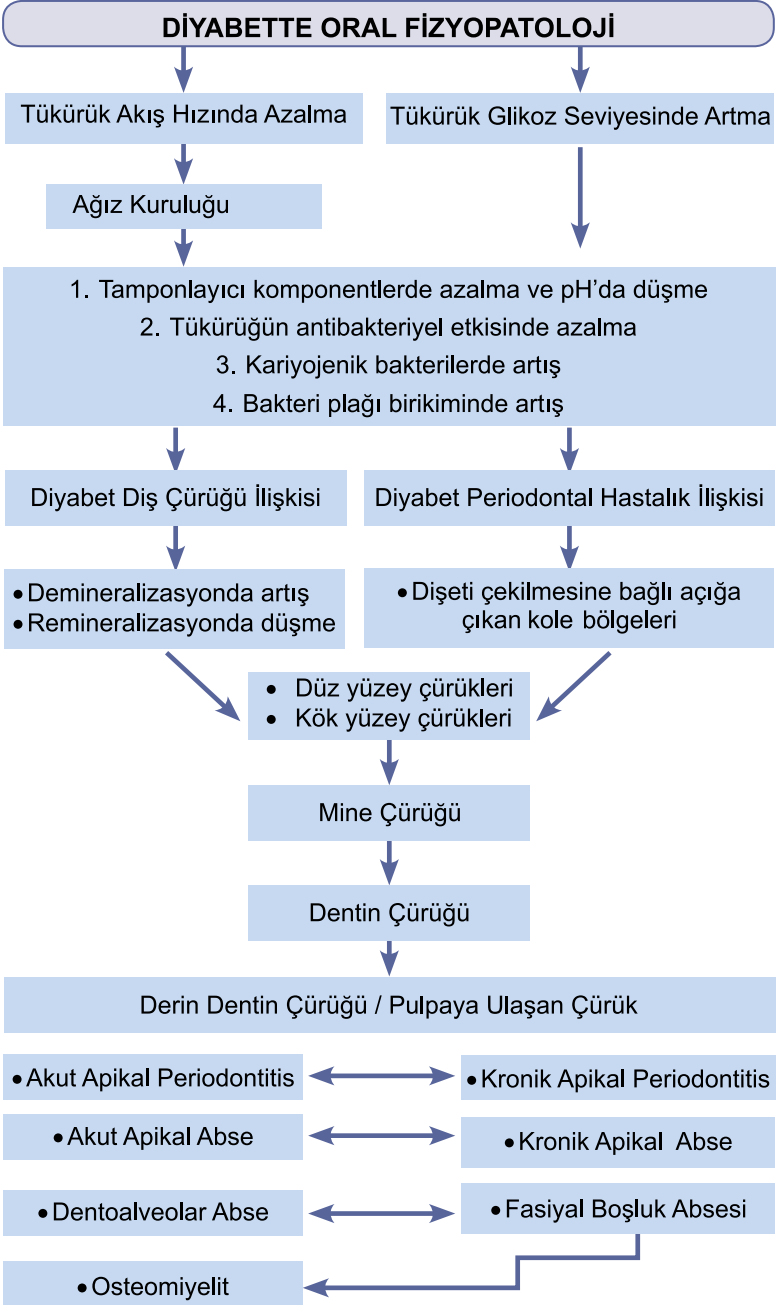 DİYABETTE ORAL FİZYOPATOLOJİ
Tükürük Akış Hızında Azalma
Tükürük Glikoz Seviyesinde Artma
Ağız Kuruluğu
1. Tamponlayıcı komponentlerde azalma ve pH’da düşme
2. Tükürüğün antibakteriyel etkisinde azalma
3. Kariyojenik bakterilerde artış
4. Bakteri plağı birikiminde artış
Diyabet Diş Çürüğü İlişkisi
Diyabet Periodontal Hastalık İlişkisi
• Demineralizasyonda artış
• Remineralizasyonda düşme
• Dişeti çekilmesine bağlı açığa
çıkan kole bölgeleri
• Düz yüzey çürükleri
• Kök yüzey çürükleri
Mine Çürüğü
Dentin Çürüğü
Derin Dentin Çürüğü / Pulpaya Ulaşan Çürük
• Akut Apikal Periodontitis
• Kronik Apikal Periodontitis
• Akut Apikal Abse
• Kronik Apikal Abse
• Dentoalveolar Abse
• Fasiyal Boşluk Absesi
• Osteomiyelit